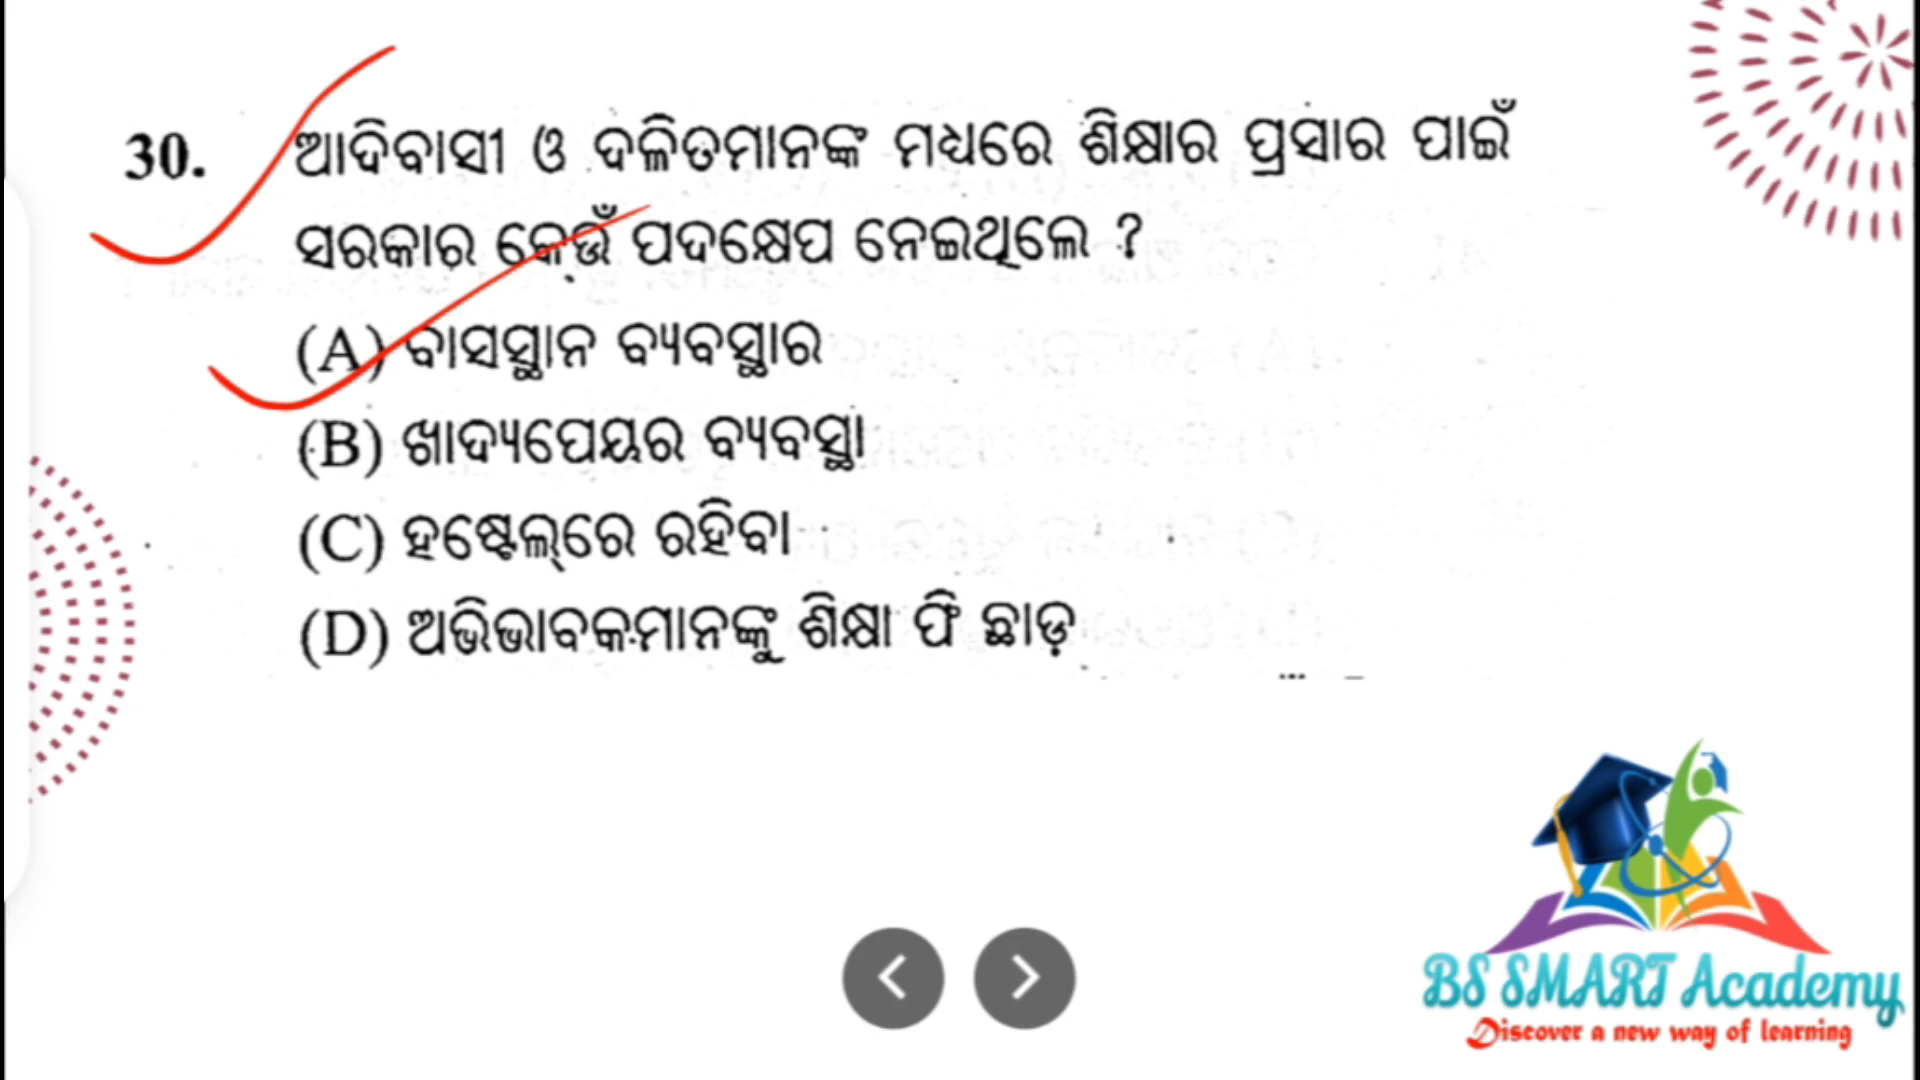 30. ଆଦିବାସୀ ଓ ଦଳିତମାନଙ୍କ ମଧ୍ୟରେ ଶିକ୍ଷାର ପ୍ରସାର ପାଇଁ
ସରକାର କେଉଁ ପଦକ୍ଷେପ ନେଇଥିଲେ ?
(A) ବାସସ୍ଥାନ ବ୍ୟବସ୍ଥାର
(B) ଖାଦ୍ୟପେୟର ବ୍ୟବସ୍ଥା
(C) ହଷ୍ଟେଲ୍‌ରେ ରହିବା
(D) ଅଭିଭାବକମାନଙ୍କୁ ଶିକ୍ଷା ଫି ଛାଡ଼
BS SMART Academy
Discover a new way of learning